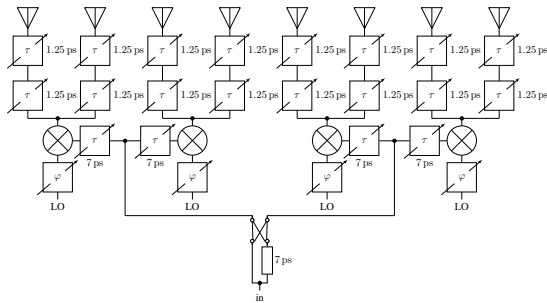 τ 1.25 ps τ 1.25 ps τ 1.25 ps τ 1.25 ps τ 1.25 ps τ 1.25 ps τ 1.25 ps τ 1.25 ps
τ 1.25 ps τ 1.25 ps τ 1.25 ps τ 1.25 ps τ 1.25 ps τ 1.25 ps τ 1.25 ps τ 1.25 ps
τ τ τ τ
7 ps 7 ps 7 ps 7 ps
φ φ φ φ
LO LO LO LO
7 ps
in